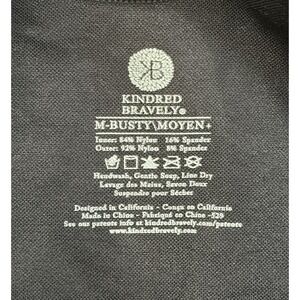 KB
KINDRED
BRAVELY®
M-BUSTY\MOYEN+
Inner: 84% Nylon 16% Spandex
Outer: 92% Nylon 8% Spandex
Handwash, Gentle Soap, Line Dry
Lavage des Mains, Savon Doux
Suspendre pour Sécher
Designed in California - Conçu en Californie
Made in China - Fabriqué en Chine -529
See our patents info at kindredbravely.com/patents
www.kindredbravely.com